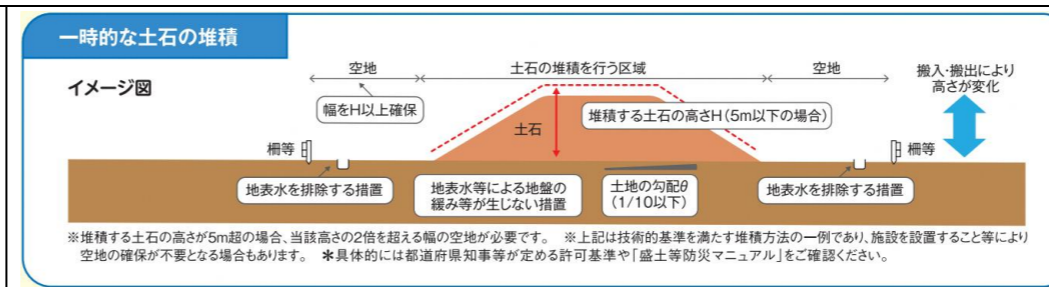 一時的な土石の堆積
イメージ図
空地
土石の堆積を行う区域
空地
搬入・搬出により
高さが変化
幅をH以上確保
土石
堆積する土石の高さH(5m以下の場合)
柵等
柵等
地表水を排除する措置
地表水等による地盤の
緩み等が生じない措置
土地の勾配θ
(1/10以下)
地表水を排除する措置
※堆積する土石の高さが5m超の場合、当該高さの2倍を超える幅の空地が必要です。 ※上記は技術的基準を満たす堆積方法の一例であり、施設を設置すること等により
空地の確保が不要となる場合もあります。 *具体的には都道府県知事等が定める許可基準や「盛土等防災マニュアル」をご確認ください。